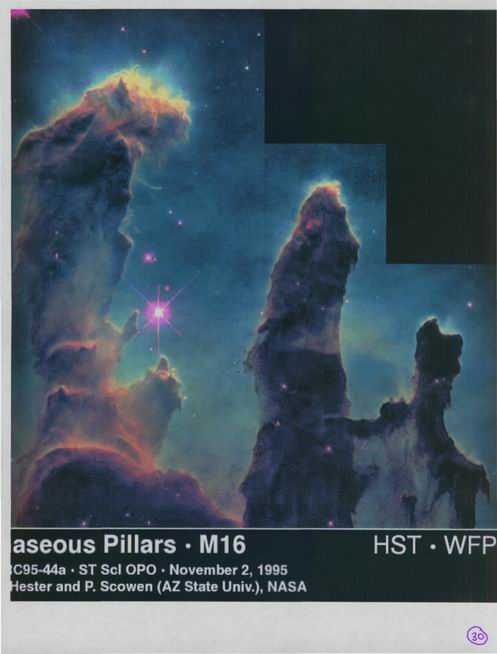 aseous Pillars · M16 HST · WFP
C95-44a · ST ScI OPO · November 2, 1995
Hester and P. Scowen (AZ State Univ.), NASA
30